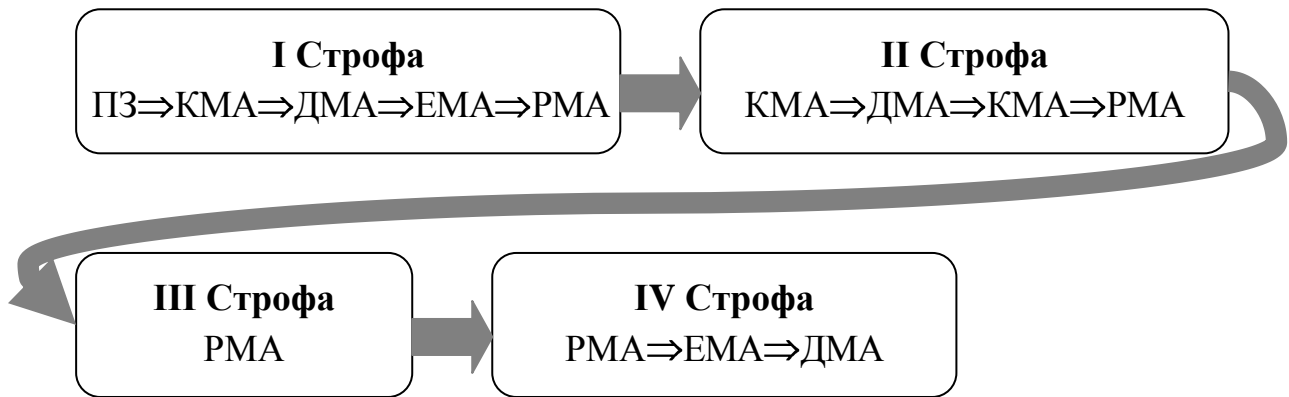 I Строфа
ПЗ⇒КМА⇒ДМА⇒ЕМА⇒РМА
II Строфа
КМА⇒ДМА⇒КМА⇒РМА
III Строфа
РМА
IV Строфа
РМА⇒ЕМА⇒ДМА